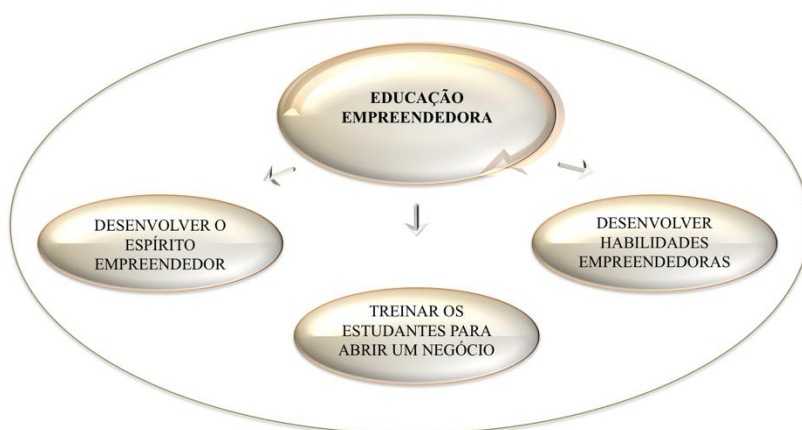 EDUCAÇÃO
EMPREENDEDORA
DESENVOLVER O
ESPÍRITO
EMPREENDEDOR
TREINAR OS
ESTUDANTES PARA
ABRIR UM NEGÓCIO
DESENVOLVER
HABILIDADES
EMPREENDEDORAS